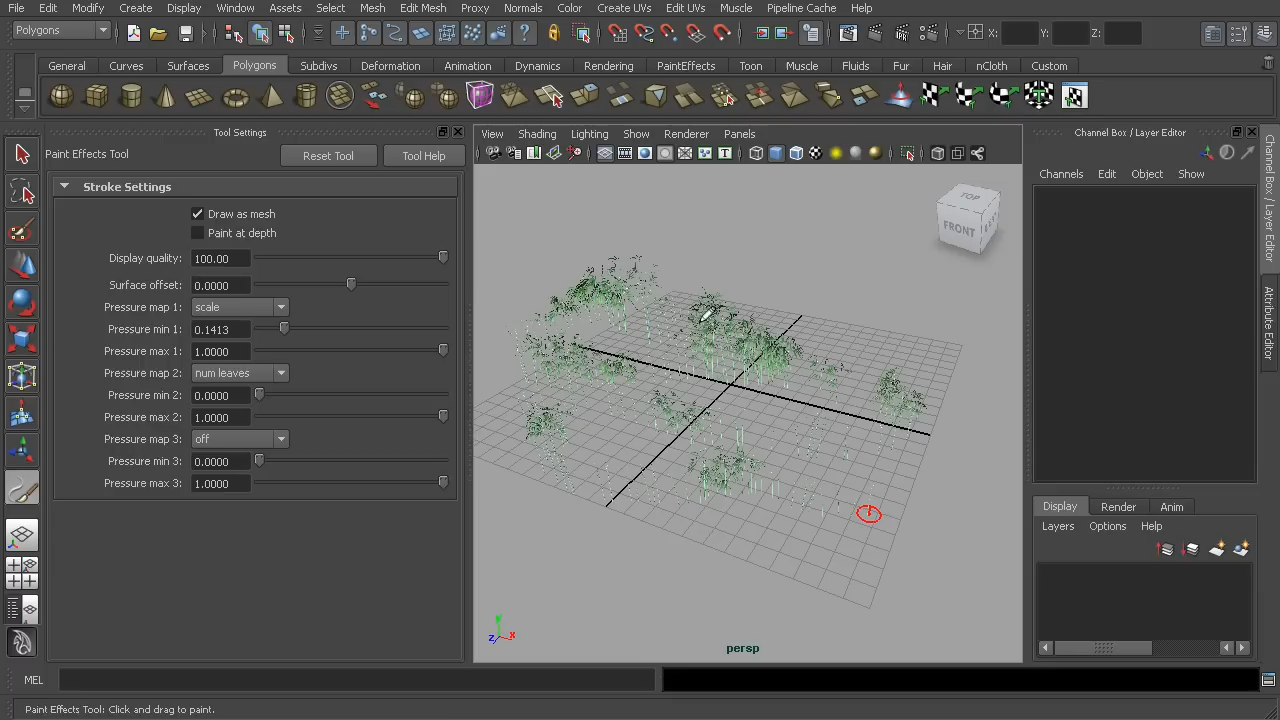 File Edit Modify Create Display Window Assets Select Mesh Edit Mesh Proxy Normals Color Create UVs Edit UVs Muscle Pipeline Cache Help
Polygons X: Y: Z:
General Curves Surfaces Polygons Subdivs Deformation Animation Dynamics Rendering PaintEffects Toon Muscle Fluids Fur Hair nCloth Custom
Tool Settings
Paint Effects Tool Reset Tool Tool Help
Stroke Settings
Draw as mesh
Paint at depth
Display quality: 100.00
Surface offset: 0.0000
Pressure map 1: scale
Pressure min 1: 0.1413
Pressure max 1: 1.0000
Pressure map 2: num leaves
Pressure min 2: 0.0000
Pressure max 2: 1.0000
Pressure map 3: off
Pressure min 3: 0.0000
Pressure max 3: 1.0000
View Shading Lighting Show Renderer Panels
TOP
FRONT
y
z x
persp
Channel Box / Layer Editor
Channels Edit Object Show
Display Render Anim
Layers Options Help
Channel Box / Layer Editor
Attribute Editor
MEL
Paint Effects Tool: Click and drag to paint.